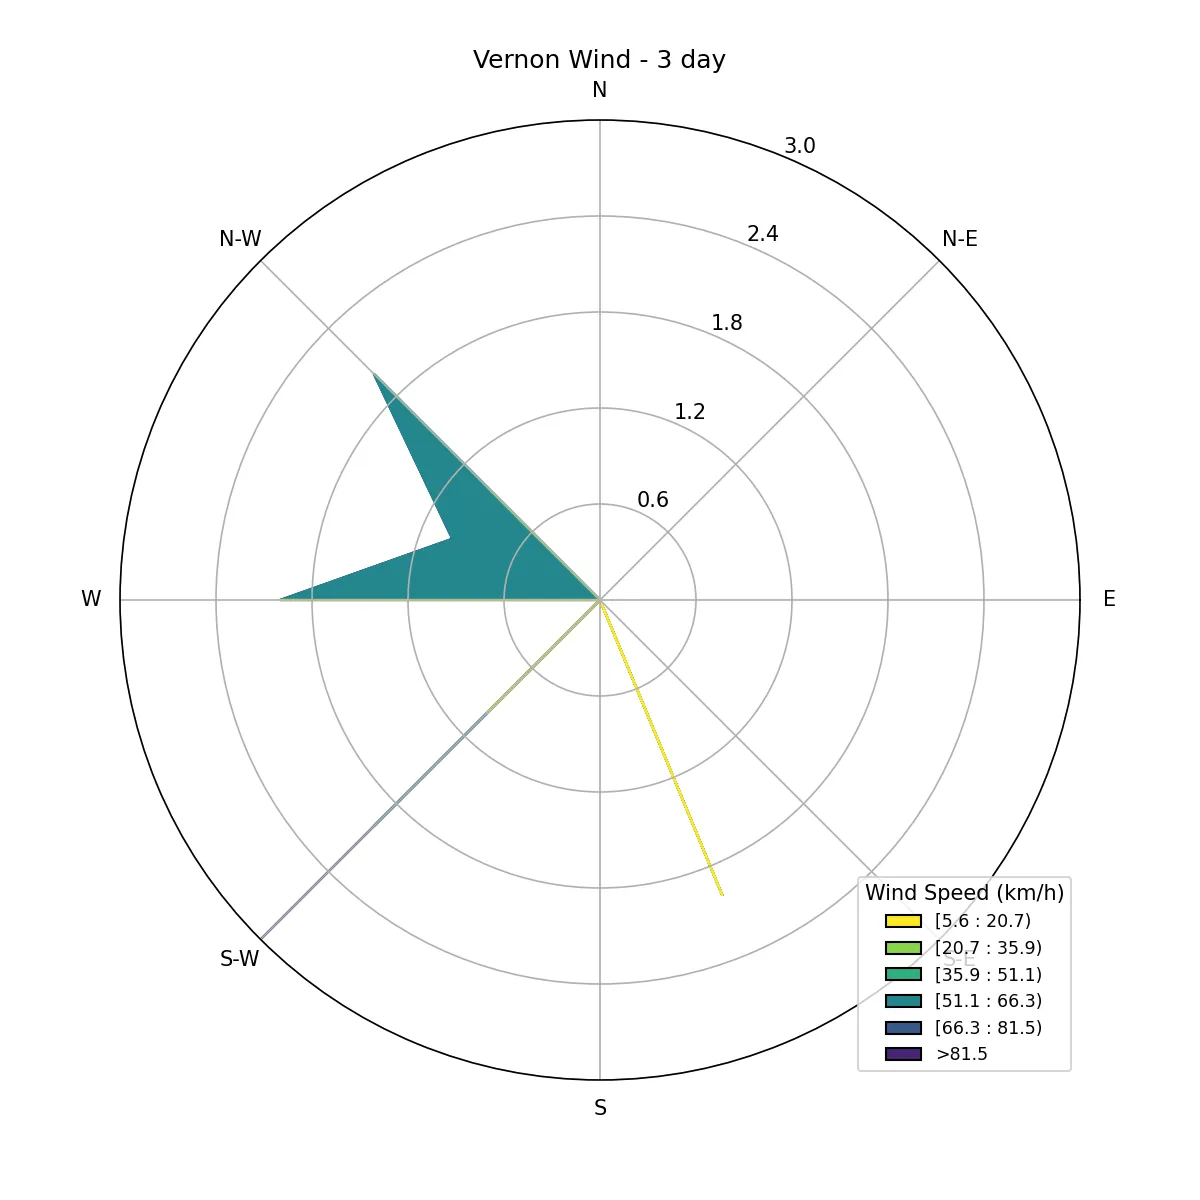 Vernon Wind - 3 day
N
3.0
N-W
2.4
N-E
1.8
1.2
0.6
W
E
Wind Speed (km/h)
[5.6 : 20.7)
[20.7 : 35.9)
S-W
S-E
[35.9 : 51.1)
[51.1 : 66.3)
[66.3 : 81.5)
>81.5
S